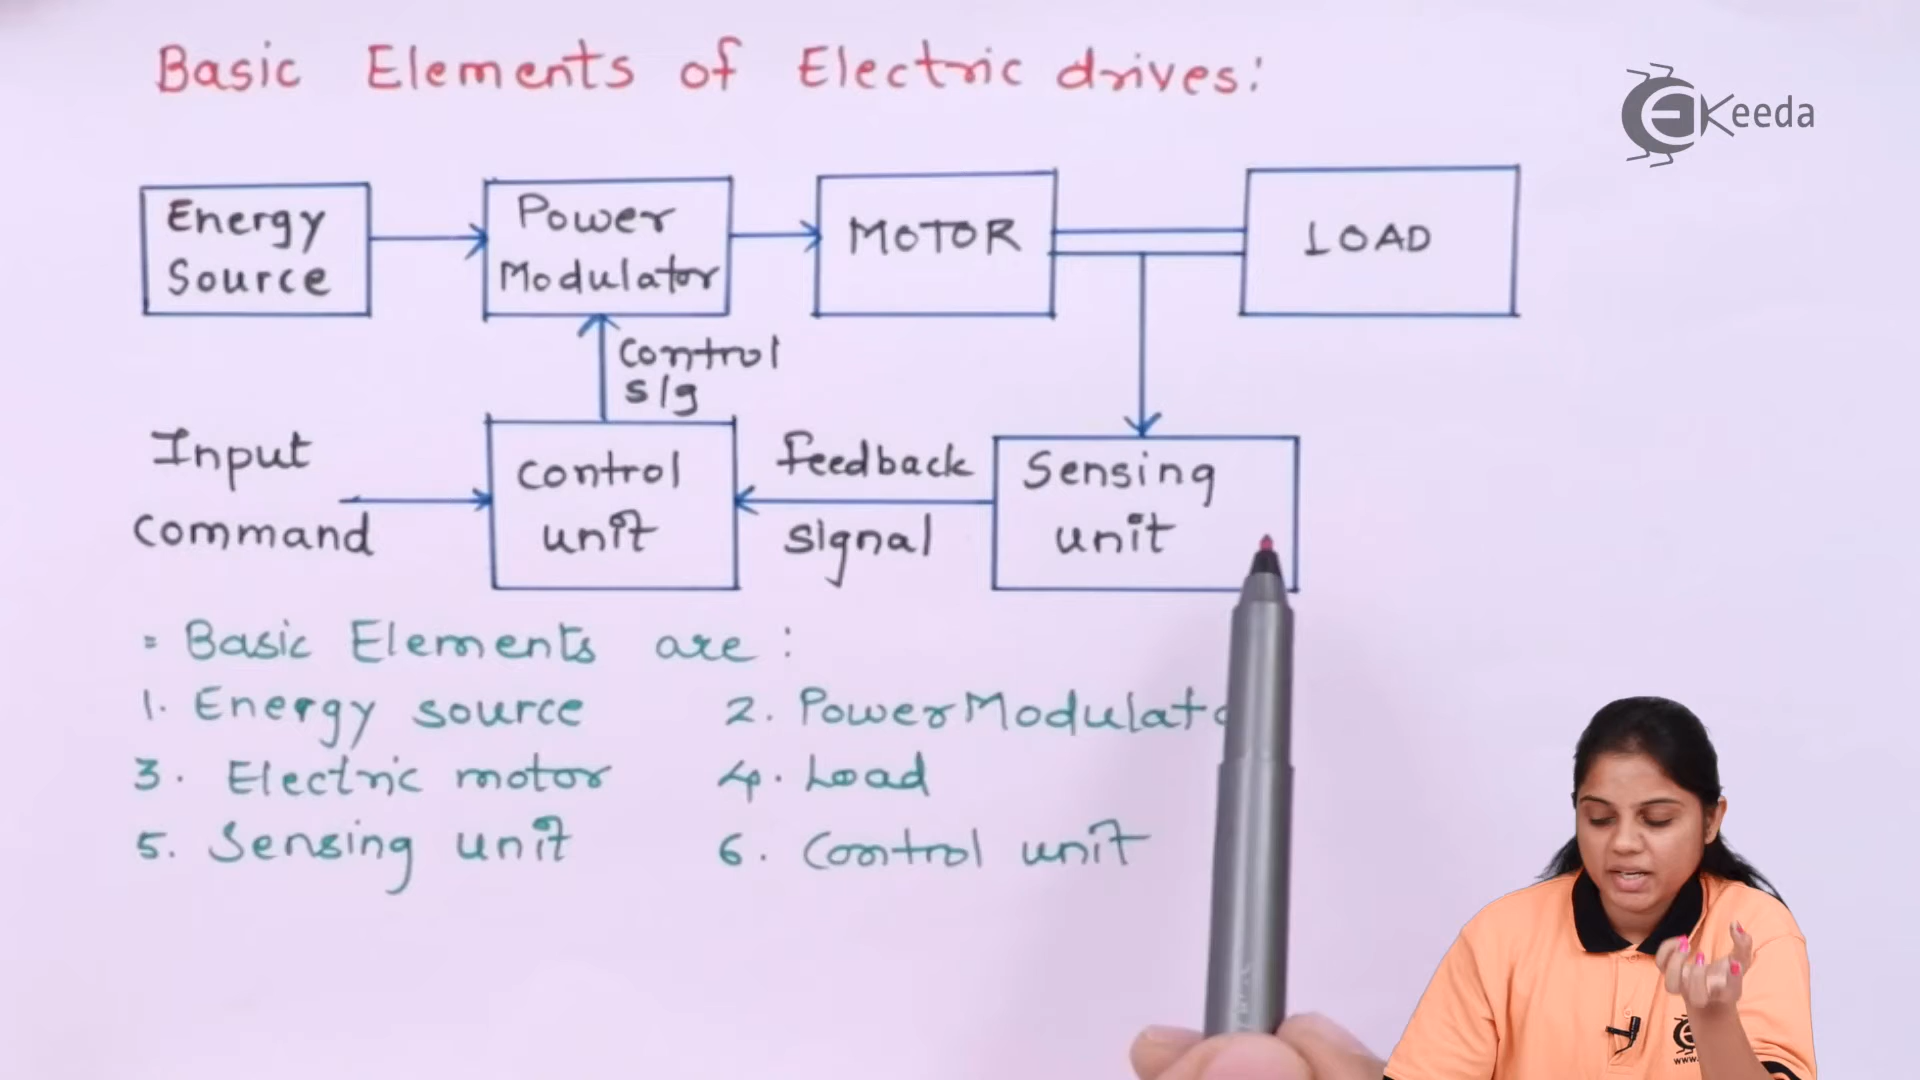 Basic Elements of Electric drives:
EKeeda
Energy
Source
Power
Modulator
MOTOR
LOAD
Control
s/g
Input
Command
Control
unit
feedback
signal
Sensing
unit
= Basic Elements are :
1. Energy source
2. Power Modulato
3. Electric motor
4. Load
5. Sensing unit
6. Control unit